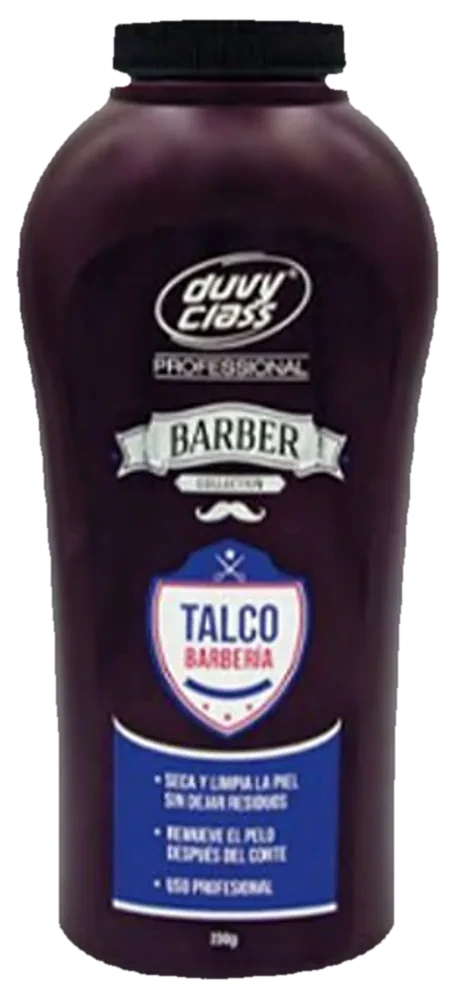 duvy
class®
PROFESSIONAL
BARBER
COLLECTION
TALCO
BARBERÍA
• SECA Y LIMPIA LA PIEL
SIN DEJAR RESIDUOS
• REMUEVE EL PELO
DESPUÉS DEL CORTE
• USO PROFESIONAL